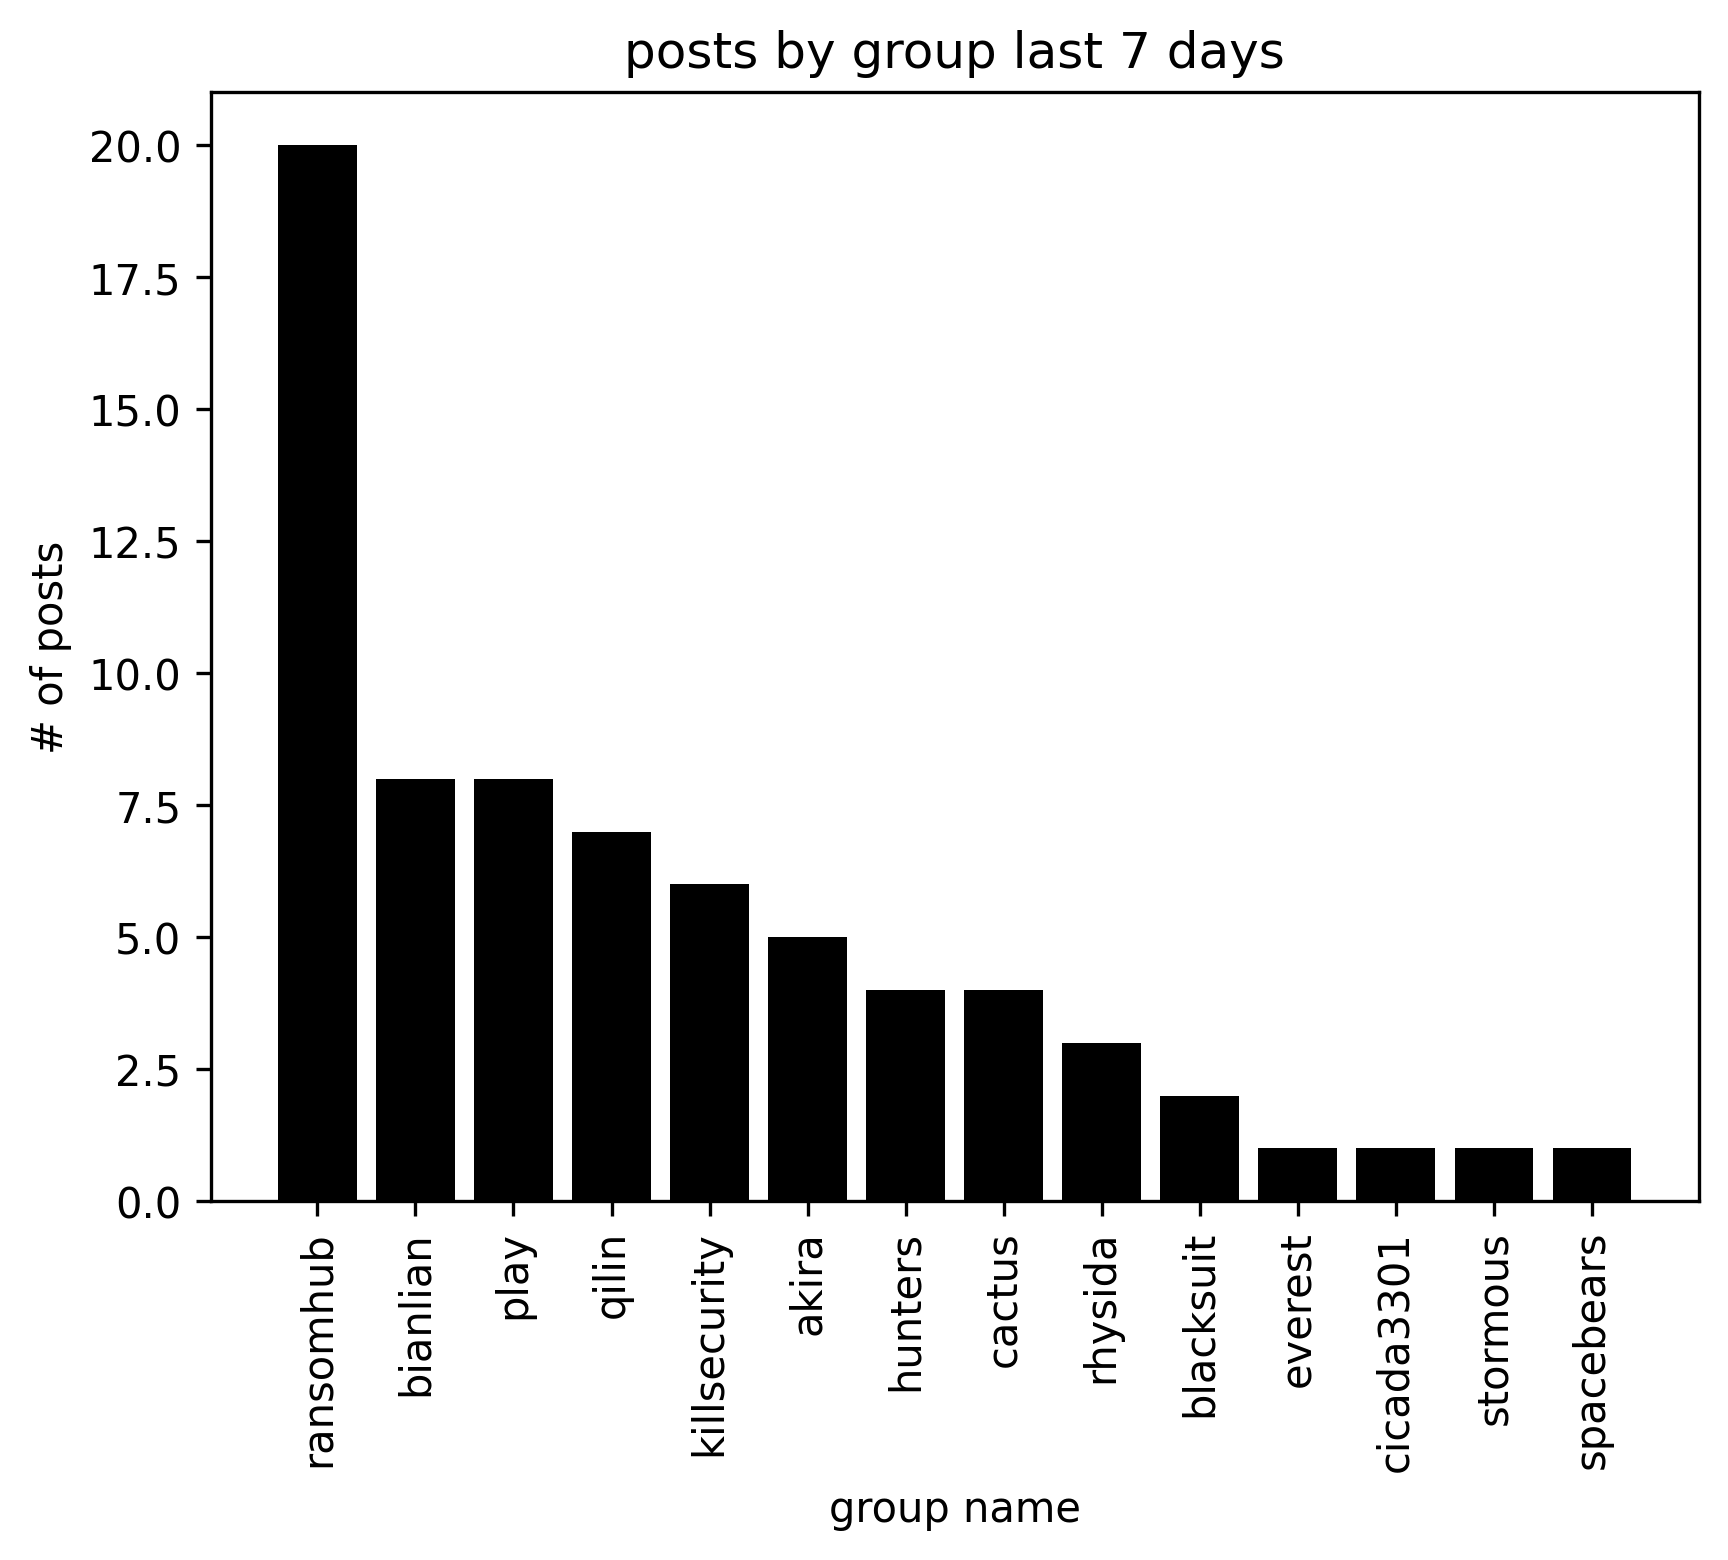 posts by group last 7 days
20.0
17.5
15.0
12.5
10.0
7.5
5.0
2.5
0.0
# of posts
ransomhub
bianlian
play
qilin
killsecurity
akira
hunters
cactus
rhysida
blacksuit
everest
cicada3301
stormous
spacebears
group name